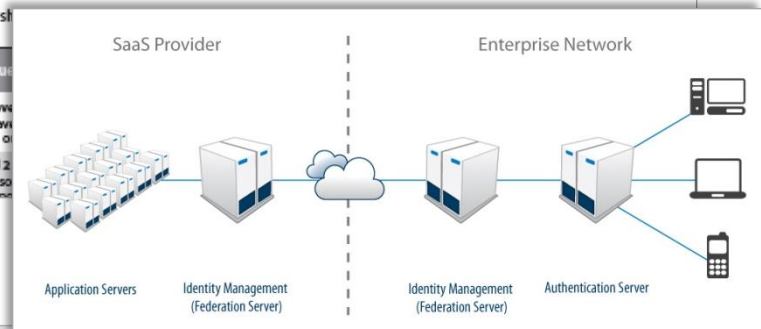 SaaS Provider
Enterprise Network
Application Servers
Identity Management
(Federation Server)
Identity Management
(Federation Server)
Authentication Server